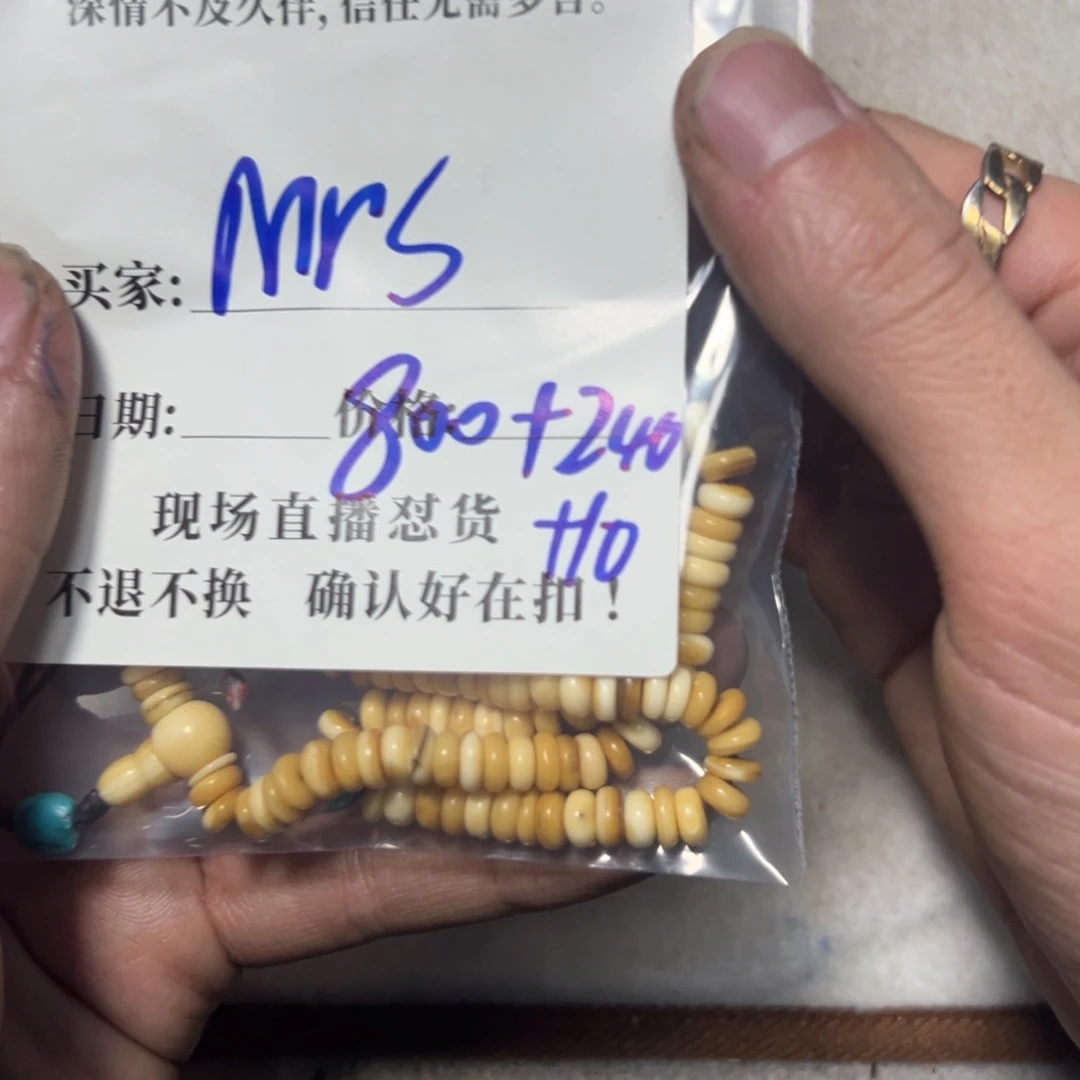 深情不及久伴,信任无需多言。
买家: Mrs
日期: 价格: 800+240
现场直播怼货 110
不退不换 确认好在扣!